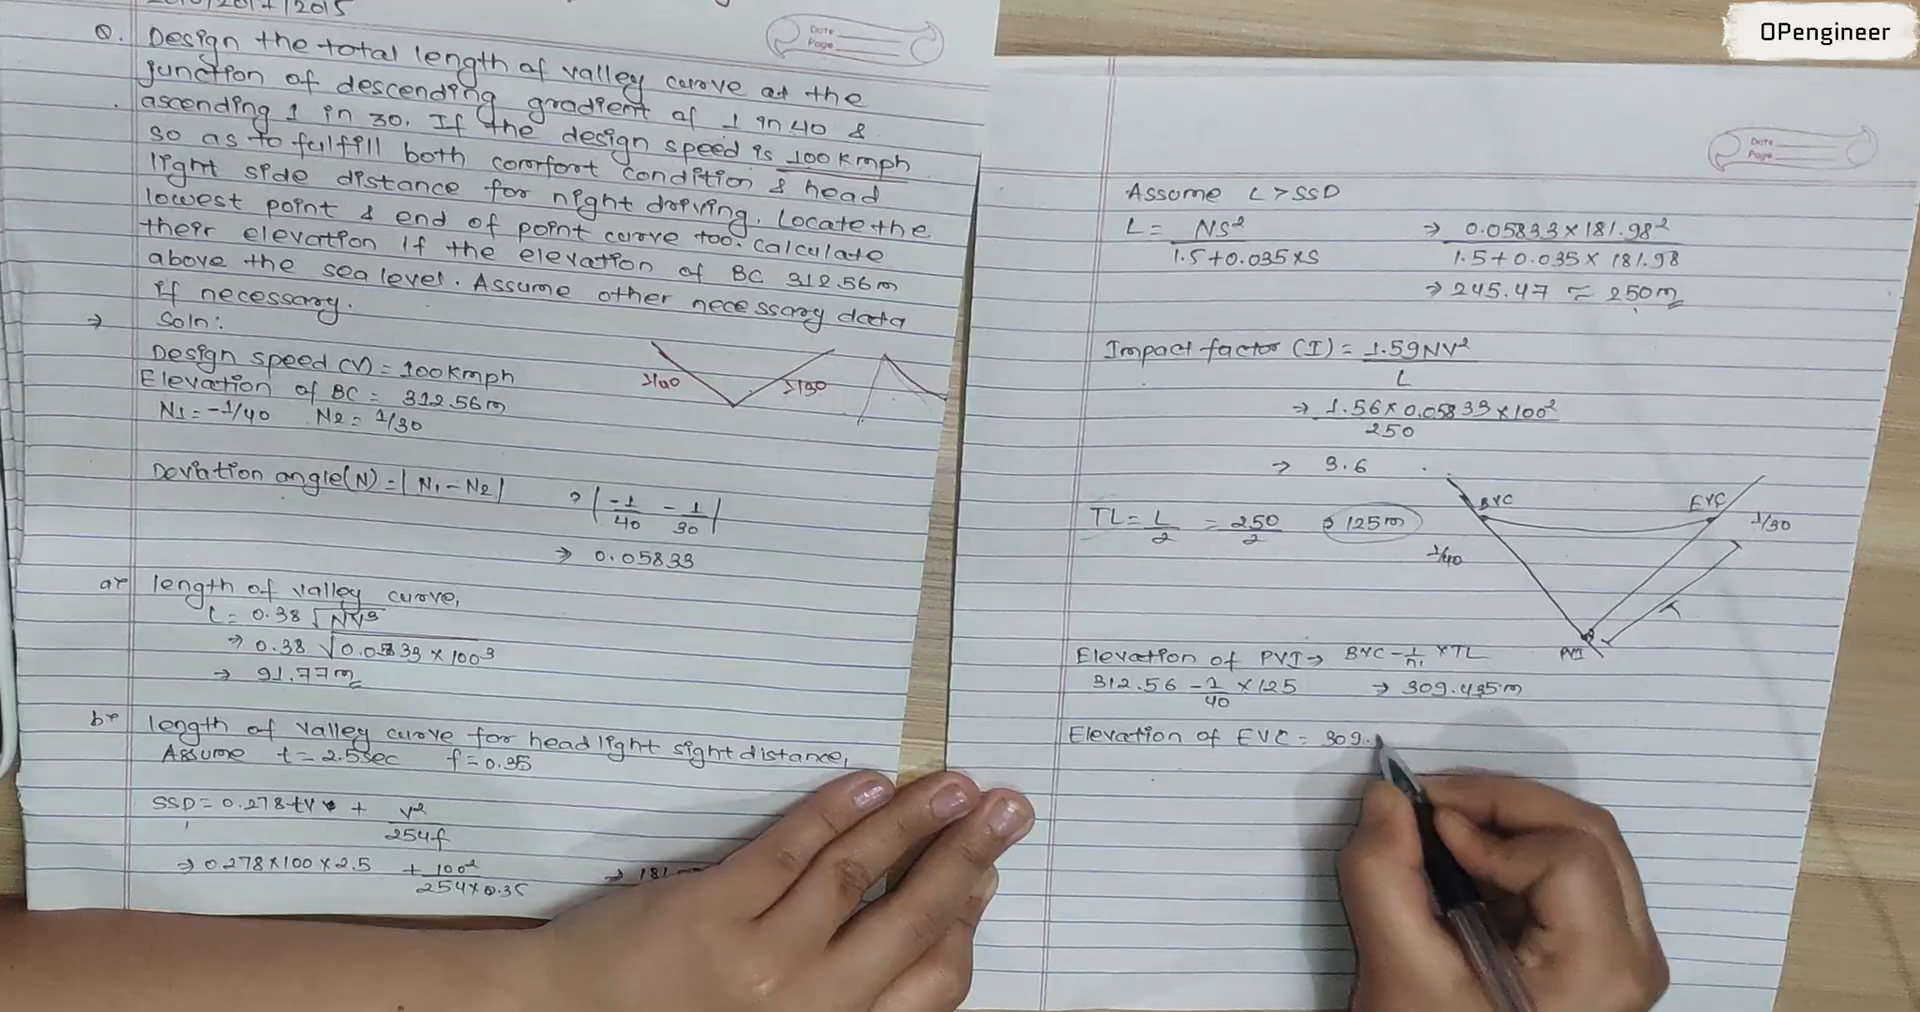 2015
OPengineer
Date
Page
Q. Design the total length of valley curve at the
junction of descending gradient of 1 in 40 &
ascending 1 in 30. If the design speed is 100 kmph
so as to fulfill both comfort condition & head
light side distance for night driving. Locate the
lowest point & end of point curve too. calculate
their elevation if the elevation of BC 312.56m
above the sea level. Assume other necessary data
if necessary.
→ Soln:
Design speed (V) = 100kmph
Elevation of BC = 312.56m
N1 = -1/40 N2 = 1/30
1/40
1/30
Deviation angle(N) = | N1 - N2 | → | -1/40 - 1/30 |
→ 0.05833
a. length of valley curve,
L = 0.38 √NV3
→ 0.38 √0.05833 × 100³
→ 91.77m
b. length of valley curve for head light sight distance,
Assume t = 2.5sec f = 0.35
SSD = 0.278tV + V²/254f
→ 0.278×100×2.5 + 100²/254×0.35 → 181
Date
Page
Assume L > SSD
L = NS²/1.5+0.035×S → 0.05833×181.98²/1.5+0.035×181.98
→ 245.47 ≈ 250m
Impact factor (I) = 1.59NV²/L
→ 1.56×0.05833×100²/250
→ 3.6
TL = L/2 = 250/2 → 125m
BVC EVC
1/30
1/40
PVI
Elevation of PVI → BVC - 1/n1 × TL
312.56 - 1/40 × 125 → 309.435m
Elevation of EVC = 309.